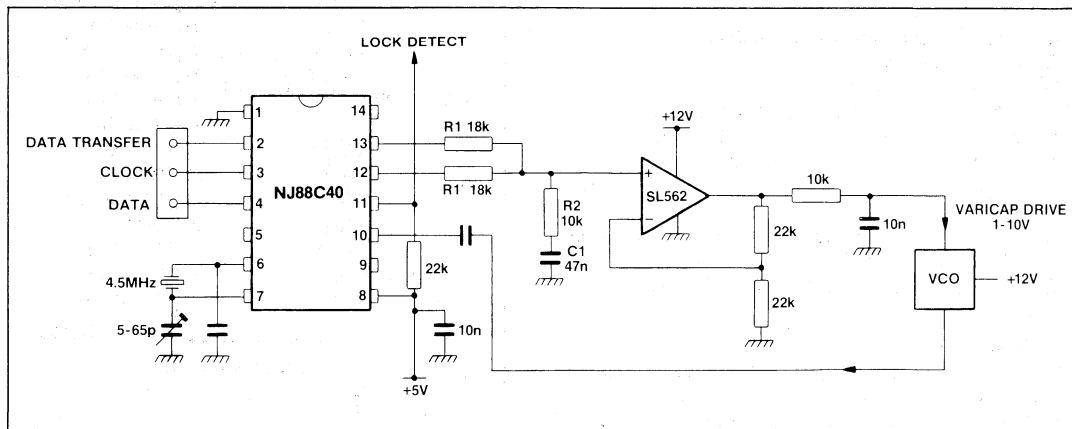 LOCK DETECT
1
14
DATA TRANSFER
2
13
R1 18k
+12V
CLOCK
3
NJ88C40
12
R1' 18k
+
SL562
10k
DATA
4
11
R2
10k
−
22k
10n
VARICAP DRIVE
1-10V
5
10
C1
47n
4.5MHz
6
9
22k
22k
VCO
+12V
7
8
5-65p
10n
+5V